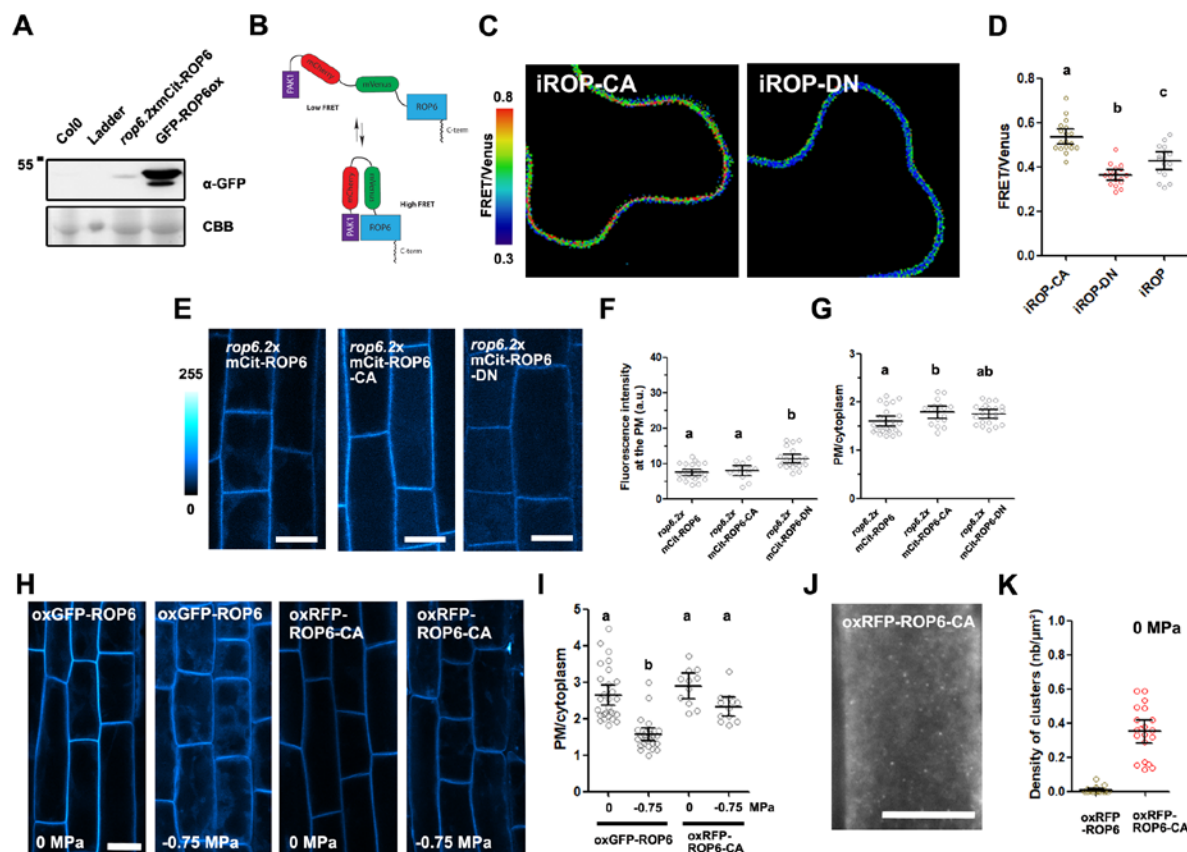 A
Col0
Ladder
rop6.2xmCit-ROP6
GFP-ROP6ox
55
α-GFP
CBB
B
PAK1
mCherry
mVenus
ROP6
Low FRET
C-term
mCherry
mVenus
High FRET
PAK1
ROP6
C-term
C
0.8
FRET/Venus
0.3
iROP-CA
iROP-DN
D
FRET/Venus
0.8
0.6
0.4
0.2
0.0
a
b
c
iROP-CA
iROP-DN
iROP
E
255
0
rop6.2x
mCit-ROP6
rop6.2x
mCit-ROP6
-CA
rop6.2x
mCit-ROP6
-DN
F
Fluorescence intensity
at the PM (a.u.)
40
30
20
10
0
a
a
b
rop6.2x
mCit-ROP6
rop6.2x
mCit-ROP6-CA
rop6.2x
mCit-ROP6-DN
G
PM/cytoplasm
3
2
1
0
a
b
ab
rop6.2x
mCit-ROP6
rop6.2x
mCit-ROP6-CA
rop6.2x
mCit-ROP6-DN
H
oxGFP-ROP6
0 MPa
oxGFP-ROP6
-0.75 MPa
oxRFP-
ROP6-CA
0 MPa
oxRFP-
ROP6-CA
-0.75 MPa
I
PM/cytoplasm
5
4
3
2
1
0
a
b
a
a
0
-0.75
0
-0.75
MPa
oxGFP-ROP6
oxRFP-
ROP6-CA
J
oxRFP-ROP6-CA
K
Density of clusters (nb/µm²)
1.0
0.8
0.6
0.4
0.2
0.0
0 MPa
oxRFP
-ROP6
oxRFP-
ROP6-CA